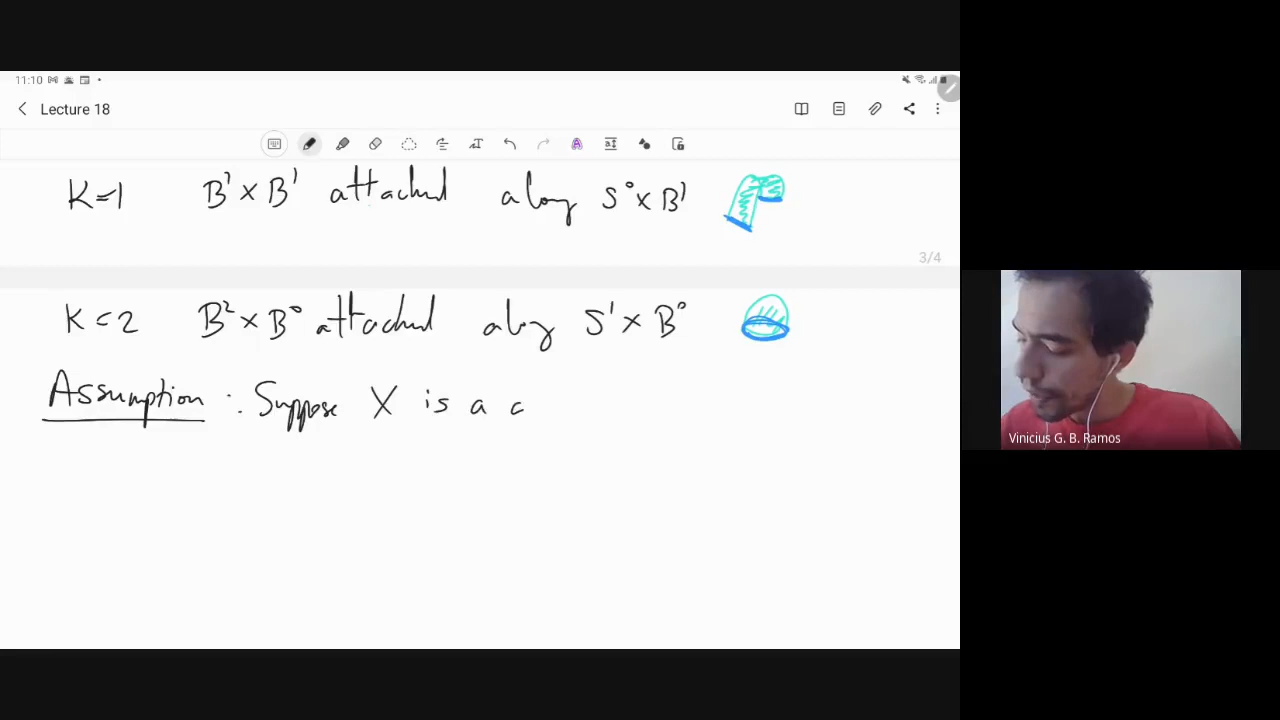 11:10
Lecture 18
K=1 B¹ × B¹ attached along S⁰ × B¹
3/4
K=2 B² × B⁰ attached along S¹ × B⁰
Assumption : Suppose X is a c
Vinicius G. B. Ramos